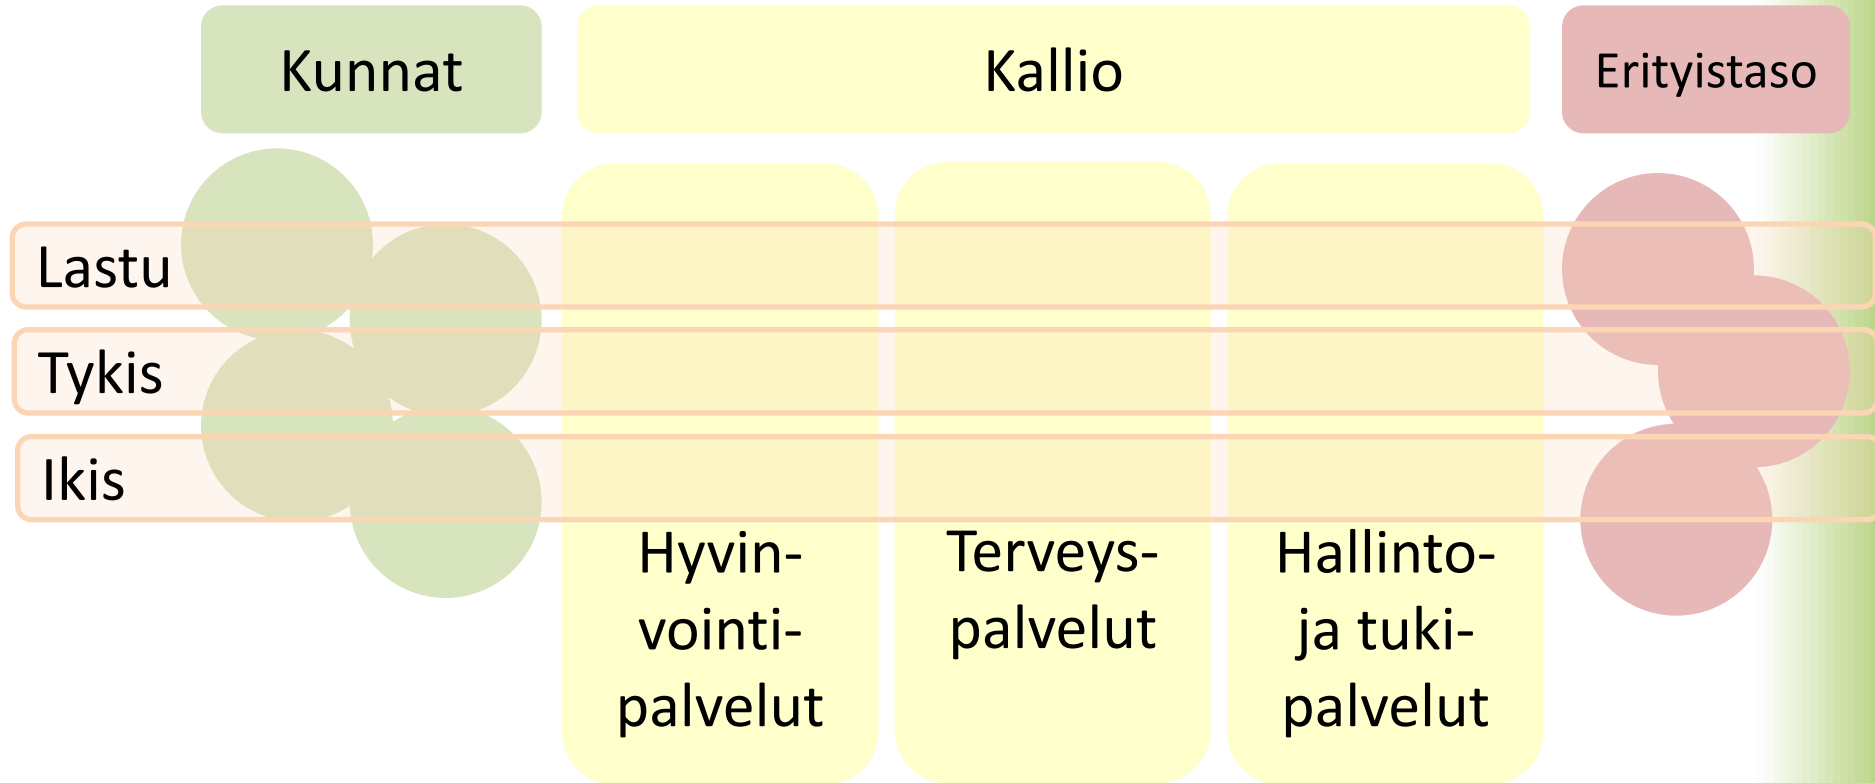 Kunnat
Kallio
Erityistaso
Lastu
Tykis
Ikis
Hyvin-
vointi-
palvelut
Terveys-
palvelut
Hallinto-
ja tuki-
palvelut